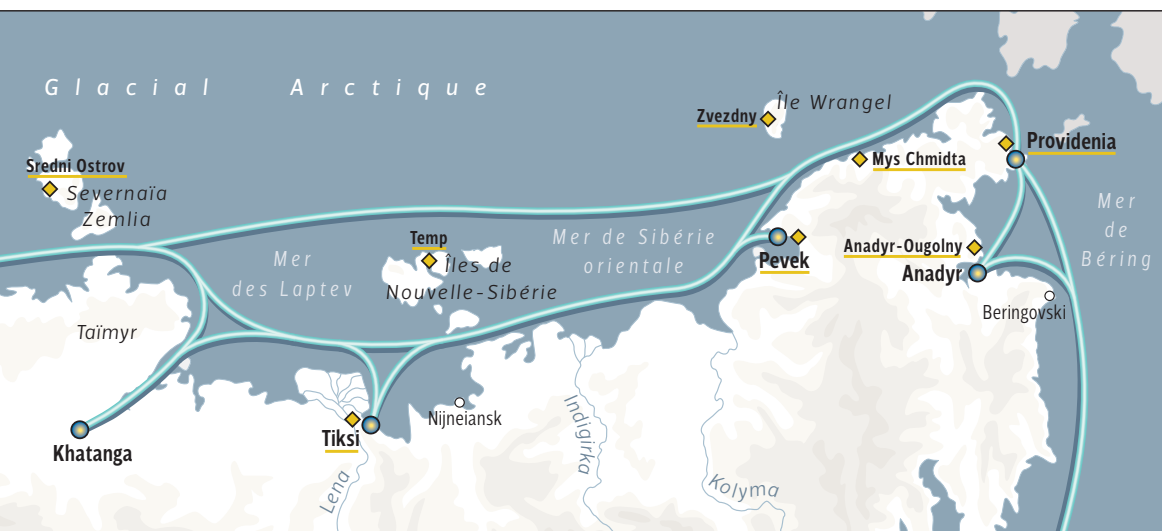 Glacial Arctique
Île Wrangel
Zvezdny
Providenia
Mys Chmidta
Sredni Ostrov
Severnaïa
Zemlia
Mer
de
Béring
Temp
Mer de Sibérie
orientale
Anadyr-Ougolny
Mer
des Laptev
Îles de
Nouvelle-Sibérie
Pevek
Anadyr
Beringovski
Taïmyr
Nijneiansk
Khatanga
Tiksi
Indigirka
Lena
Kolyma